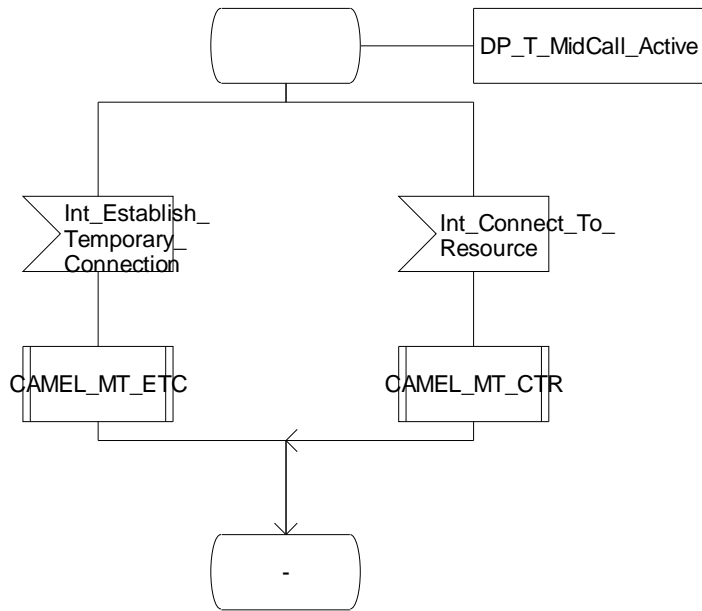 DP_T_MidCall_Active
Int_Establish_
Temporary_
Connection
Int_Connect_To_
Resource
CAMEL_MT_ETC
CAMEL_MT_CTR
-